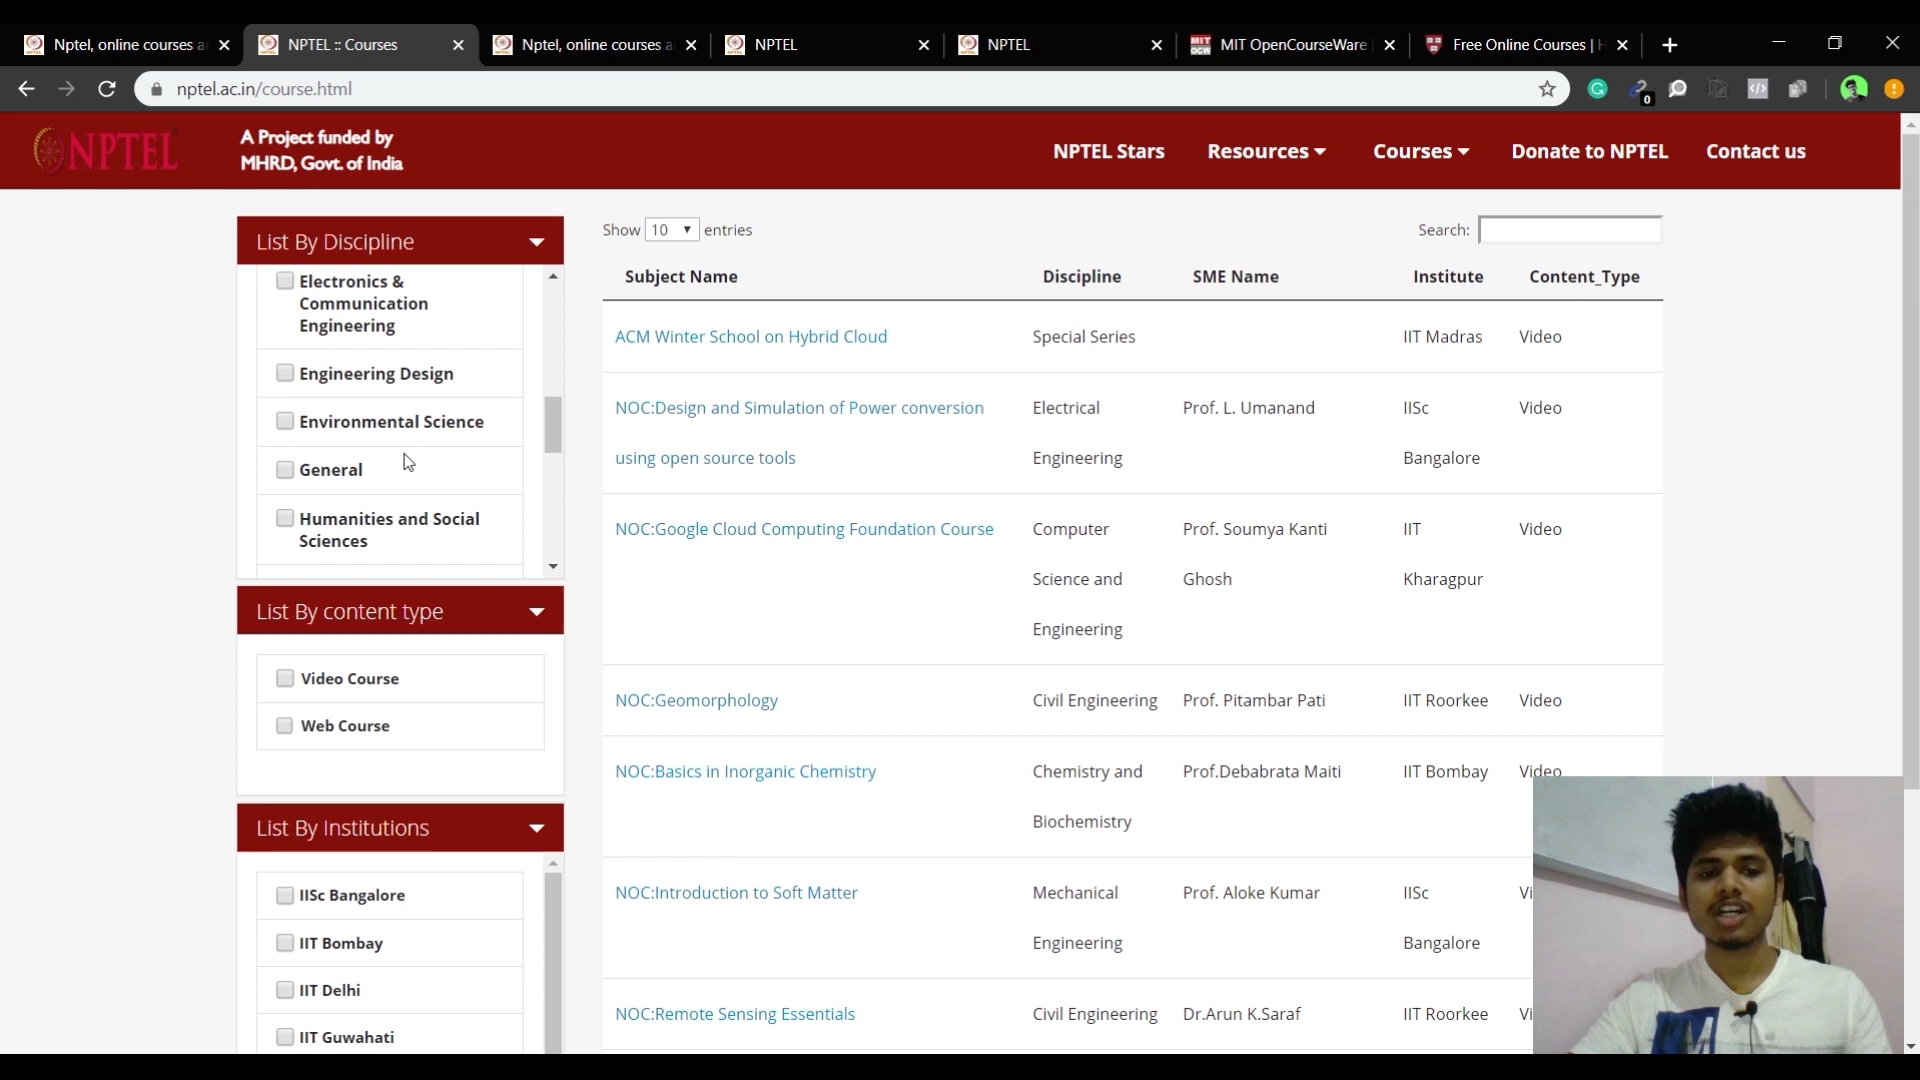 Nptel, online courses a
NPTEL :: Courses
Nptel, online courses a
NPTEL
NPTEL
MIT OpenCourseWare
Free Online Courses | H
nptel.ac.in/course.html
0
NPTEL
A Project funded by
MHRD, Govt. of India
NPTEL Stars
Resources
Courses
Donate to NPTEL
Contact us
List By Discipline
Electronics &
Communication
Engineering
Engineering Design
Environmental Science
General
Humanities and Social
Sciences
List By content type
Video Course
Web Course
List By Institutions
IISc Bangalore
IIT Bombay
IIT Delhi
IIT Guwahati
Show 10 entries
Search:
Subject Name Discipline SME Name Institute Content_Type
ACM Winter School on Hybrid Cloud Special Series IIT Madras Video
NOC:Design and Simulation of Power conversion Electrical Prof. L. Umanand IISc Video
using open source tools Engineering Bangalore
NOC:Google Cloud Computing Foundation Course Computer Prof. Soumya Kanti IIT Video
Science and Ghosh Kharagpur
Engineering
NOC:Geomorphology Civil Engineering Prof. Pitambar Pati IIT Roorkee Video
NOC:Basics in Inorganic Chemistry Chemistry and Prof.Debabrata Maiti IIT Bombay Video
Biochemistry
NOC:Introduction to Soft Matter Mechanical Prof. Aloke Kumar IISc Vi
Engineering Bangalore
NOC:Remote Sensing Essentials Civil Engineering Dr.Arun K.Saraf IIT Roorkee Vi